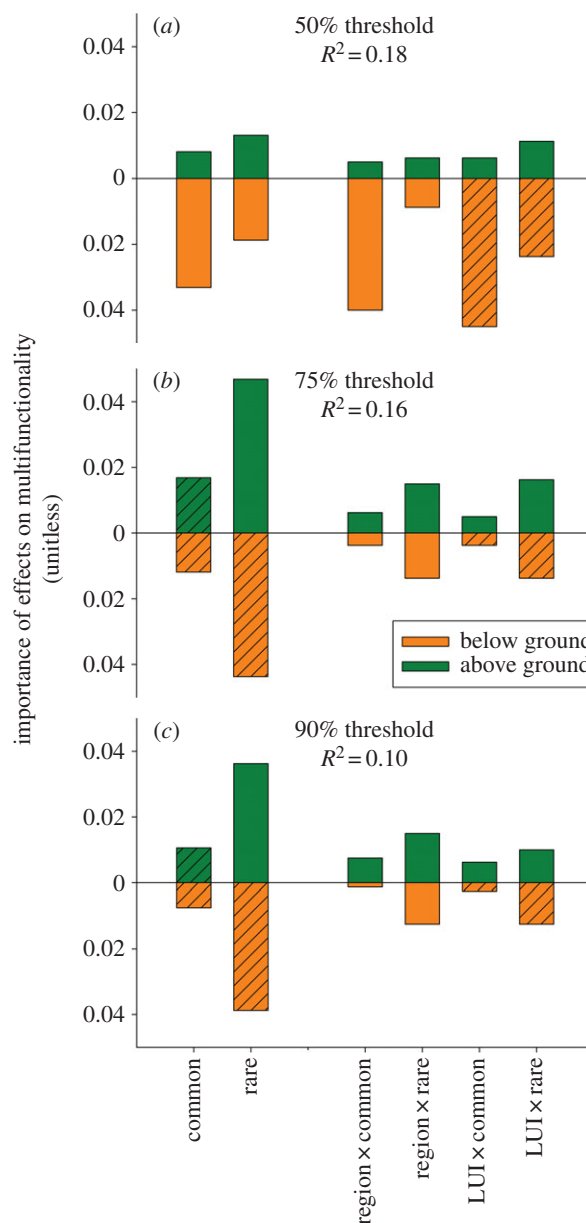 (a) 50% threshold
R² = 0.18
0.04
0.02
0
0.02
0.04
(b) 75% threshold
R² = 0.16
0.04
0.02
0
0.02
0.04
below ground
above ground
(c) 90% threshold
R² = 0.10
0.04
0.02
0
0.02
0.04
importance of effects on multifunctionality
(unitless)
common
rare
region × common
region × rare
LUI × common
LUI × rare